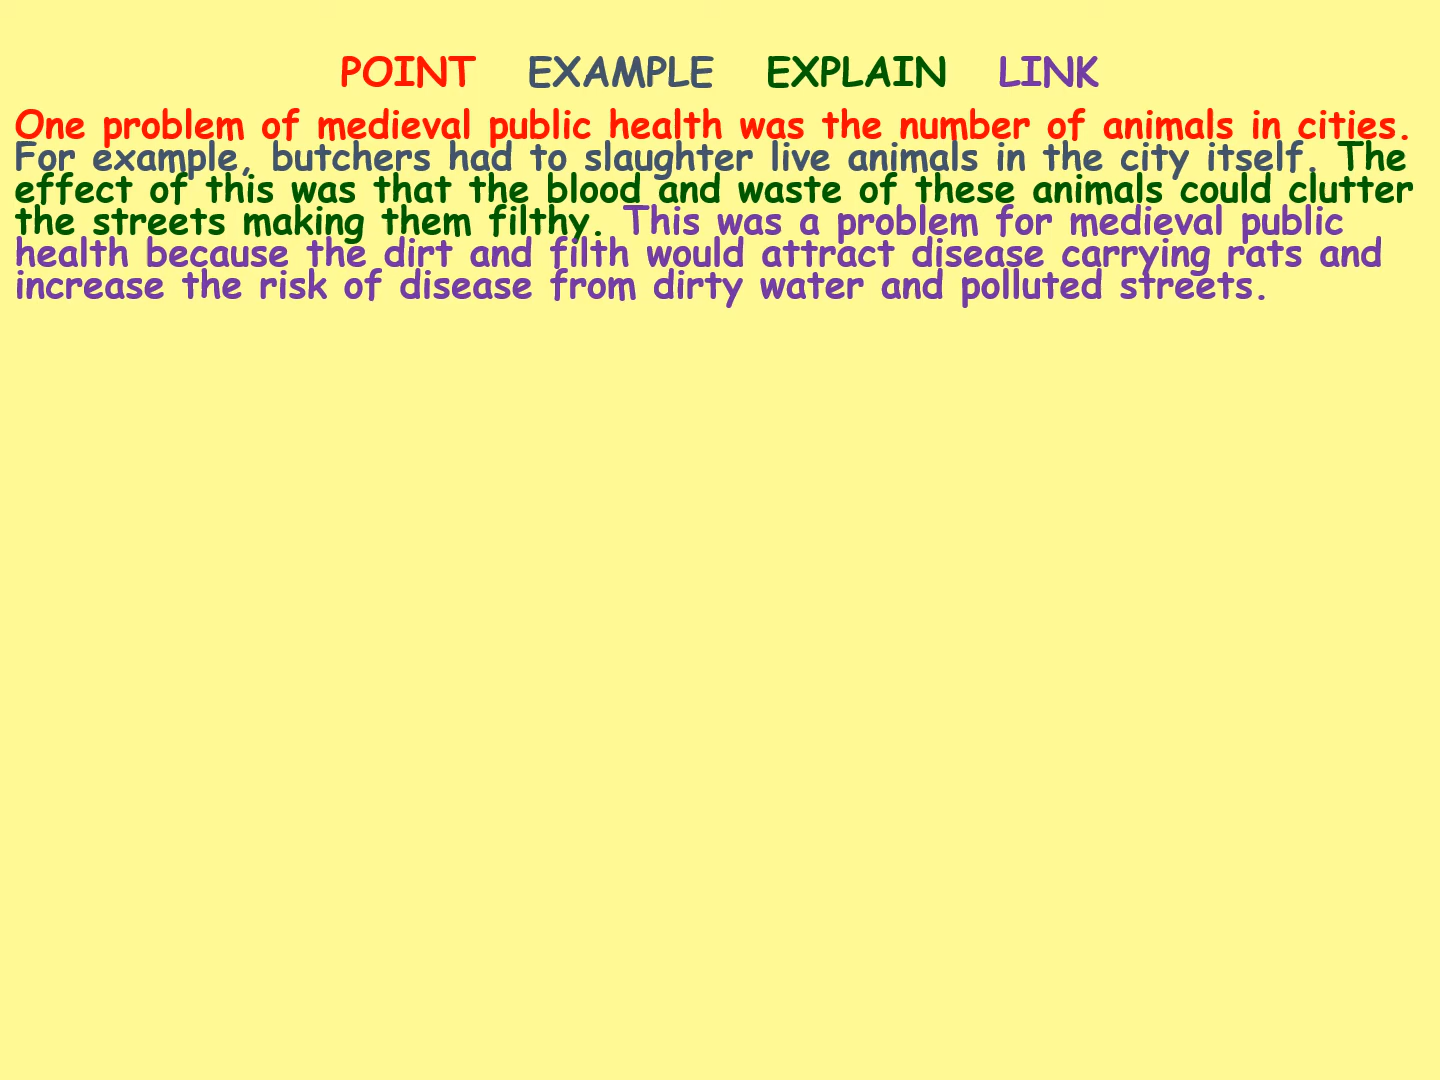 POINT EXAMPLE EXPLAIN LINK
One problem of medieval public health was the number of animals in cities.
For example, butchers had to slaughter live animals in the city itself. The
effect of this was that the blood and waste of these animals could clutter
the streets making them filthy. This was a problem for medieval public
health because the dirt and filth would attract disease carrying rats and
increase the risk of disease from dirty water and polluted streets.